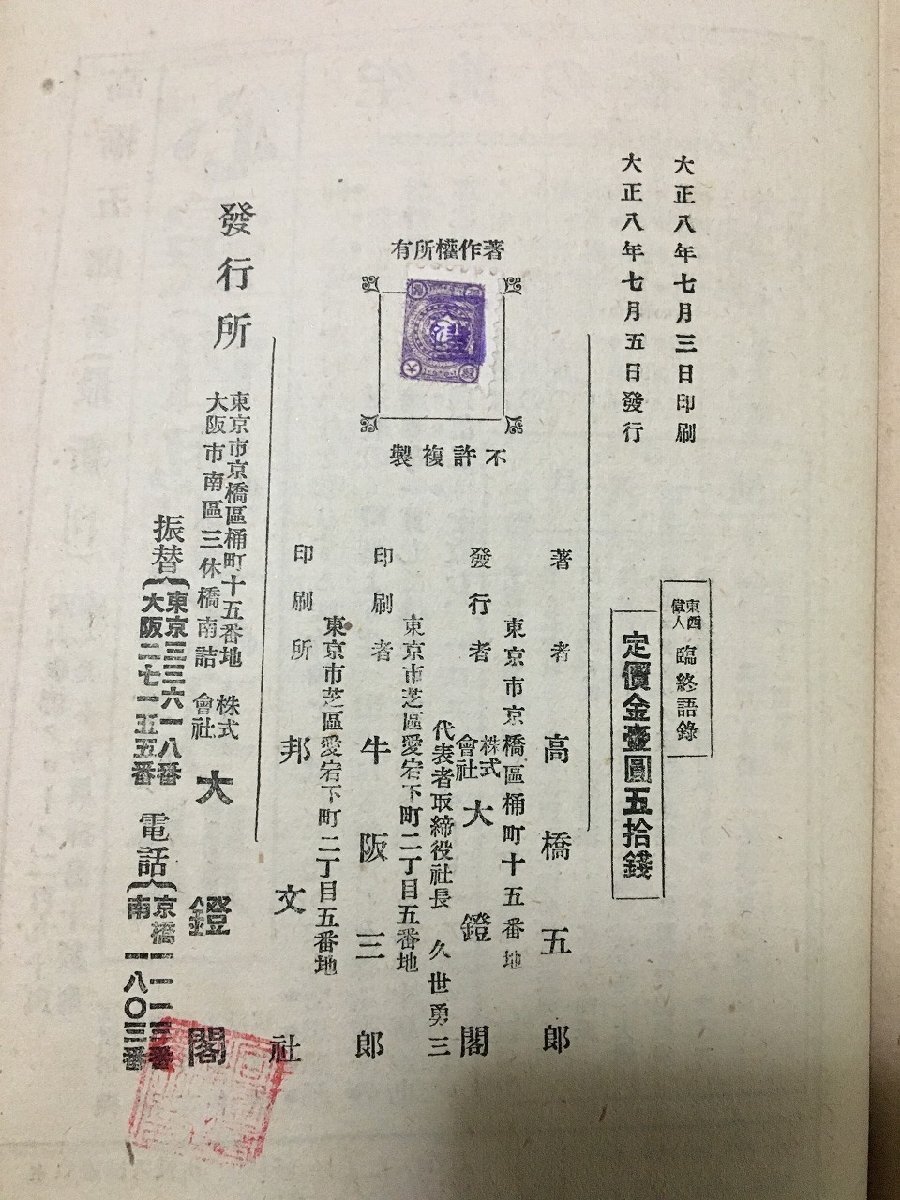 大正八年七月三日印刷
大正八年七月五日發行
東西
偉人
臨終語錄
定價金壹圓五拾錢
著作權所有
不許複製
著者 高橋五郎
東京市京橋區桶町十五番地
發行者 株式會社 大鐙閣
代表者取締役社長 久世勇三
東京市芝區愛宕下町二丁目五番地
印刷者 牛阪三郎
東京市芝區愛宕下町二丁目五番地
印刷所 邦文社
發行所
東京市京橋區桶町十五番地
大阪市南區三休橋南詰
株式會社 大鐙閣
振替
東京三三六一八番
大阪二七一五五番
電話
京橋一一一三番
南一八〇三番